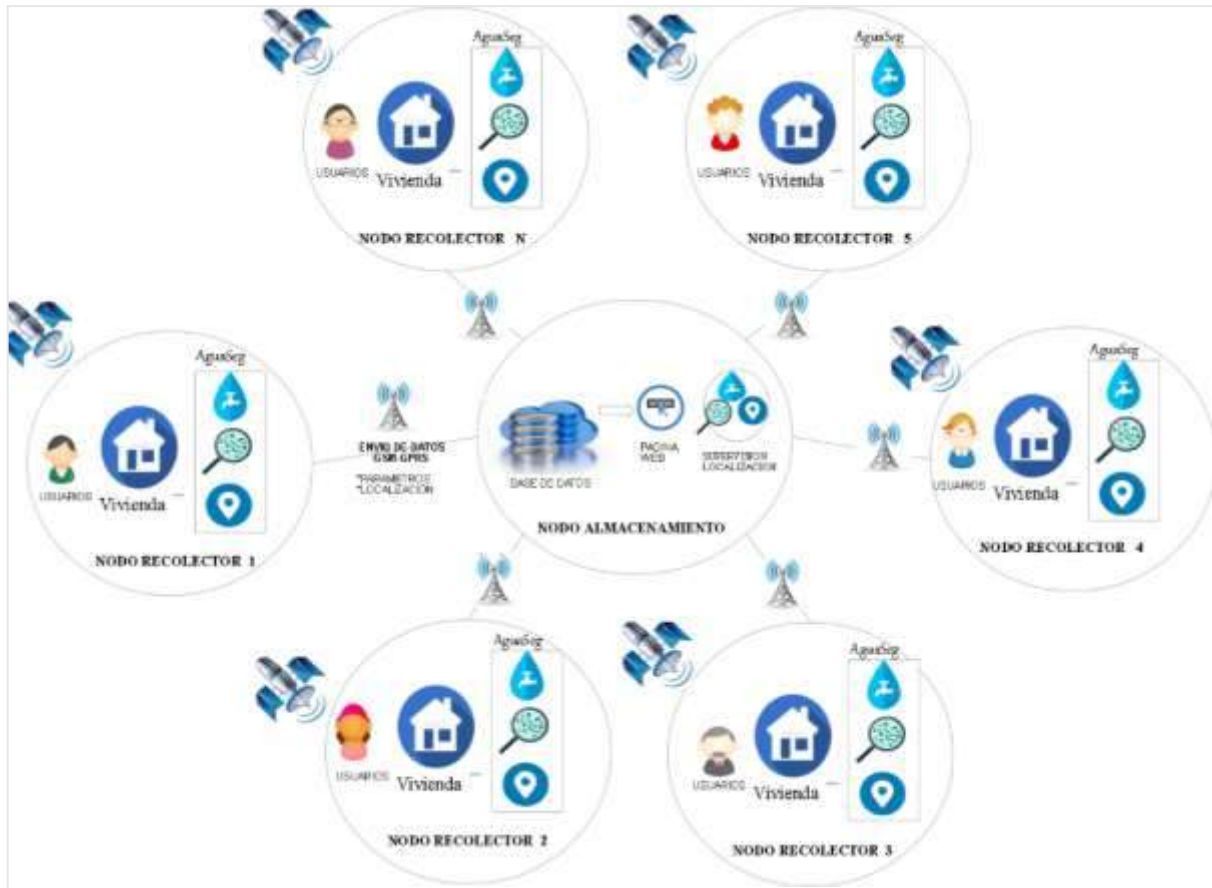 AguaSeg
USUARIOS
Vivienda
NODO RECOLECTOR N
AguaSeg
USUARIOS
Vivienda
NODO RECOLECTOR 5
AguaSeg
USUARIOS
Vivienda
NODO RECOLECTOR 1
ENVIO DE DATOS
GSM GPRS
*PARAMETROS
*LOCALIZACION
BASE DE DATOS
PAGINA
WEB
SUPERVISION
LOCALIZACION
NODO ALMACENAMIENTO
AguaSeg
USUARIOS
Vivienda
NODO RECOLECTOR 4
AguaSeg
USUARIOS
Vivienda
NODO RECOLECTOR 2
AguaSeg
USUARIOS
Vivienda
NODO RECOLECTOR 3